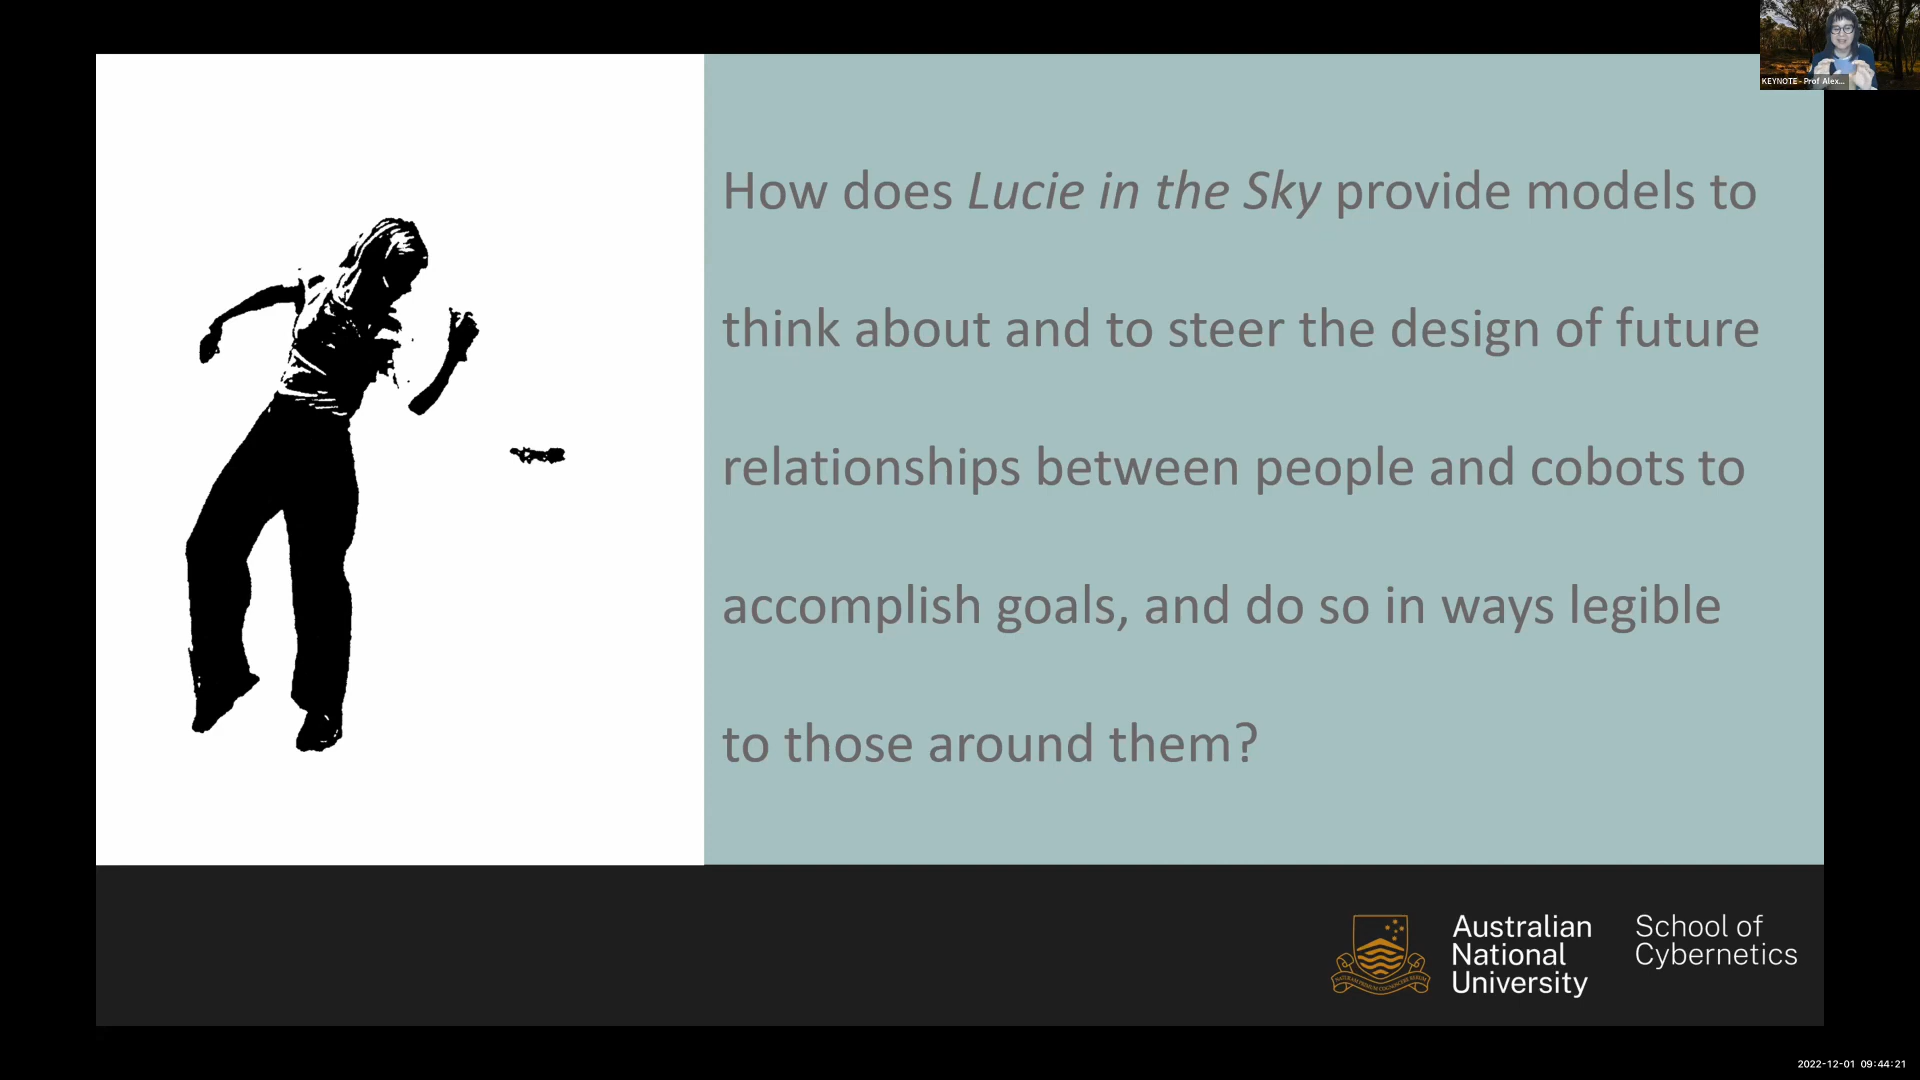 KEYNOTE - Prof Alex...
How does Lucie in the Sky provide models to
think about and to steer the design of future
relationships between people and cobots to
accomplish goals, and do so in ways legible
to those around them?
Australian
National
University
School of
Cybernetics
2022-12-01 09:44:21